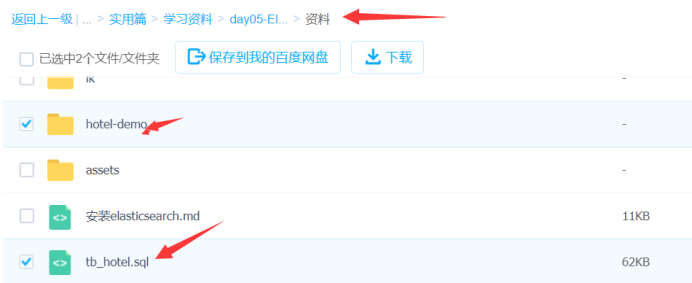 返回上一级 | ... > 实用篇 > 学习资料 > day05-El... > 资料
已选中2个文件/文件夹 保存到我的百度网盘 下载
ik -
hotel-demo -
assets -
<> 安装elasticsearch.md 11KB
<> tb_hotel.sql 62KB